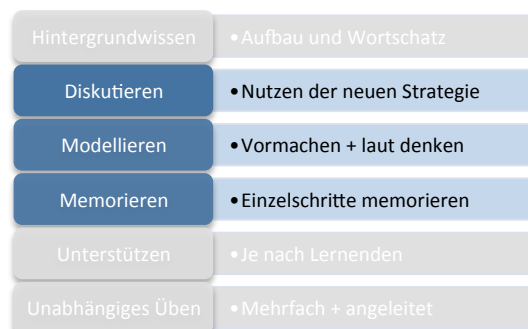 Hintergrundwissen •Aufbau und Wortschatz
Diskutieren •Nutzen der neuen Strategie
Modellieren •Vormachen + laut denken
Memorieren •Einzelschritte memorieren
Unterstützen •Je nach Lernenden
Unabhängiges Üben •Mehrfach + angeleitet